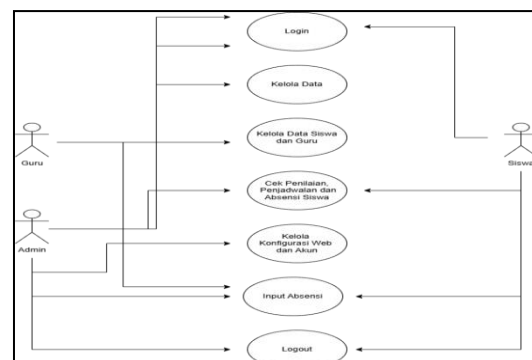 Login
Kelola Data
Kelola Data Siswa
dan Guru
Guru
Siswa
Cek Penilaian,
Penjadwalan dan
Absensi Siswa
Admin
Kelola
Konfigurasi Web
dan Akun
Input Absensi
Logout